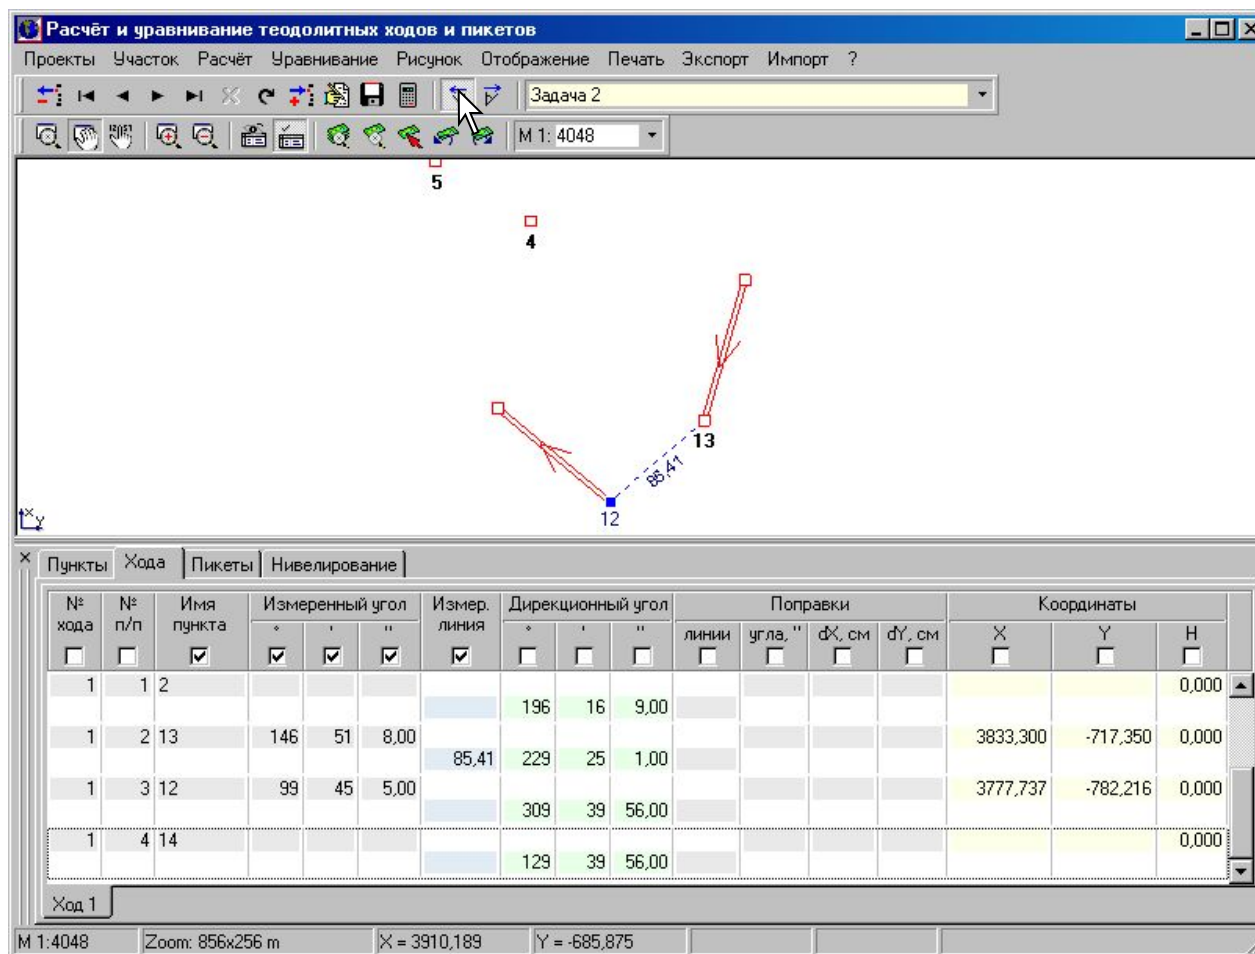 Расчёт и уравнивание теодолитных ходов и пикетов
Проекты Участок Расчёт Уравнивание Рисунок Отображение Печать Экспорт Импорт ?
Задача 2
M 1: 4048
5
4
13
85,41
12
x
y
Пункты Хода Пикеты Нивелирование
№ хода № п/п Имя пункта Измеренный угол Измер. линия Дирекционный угол Поправки Координаты
° ' " ° ' " линии угла, " dX, см dY, см X Y H
1 1 2 0,000
196 16 9,00
1 2 13 146 51 8,00 3833,300 -717,350 0,000
85,41 229 25 1,00
1 3 12 99 45 5,00 3777,737 -782,216 0,000
309 39 56,00
1 4 14 0,000
129 39 56,00
Ход 1
M 1:4048 Zoom: 856x256 m X = 3910,189 Y = -685,875